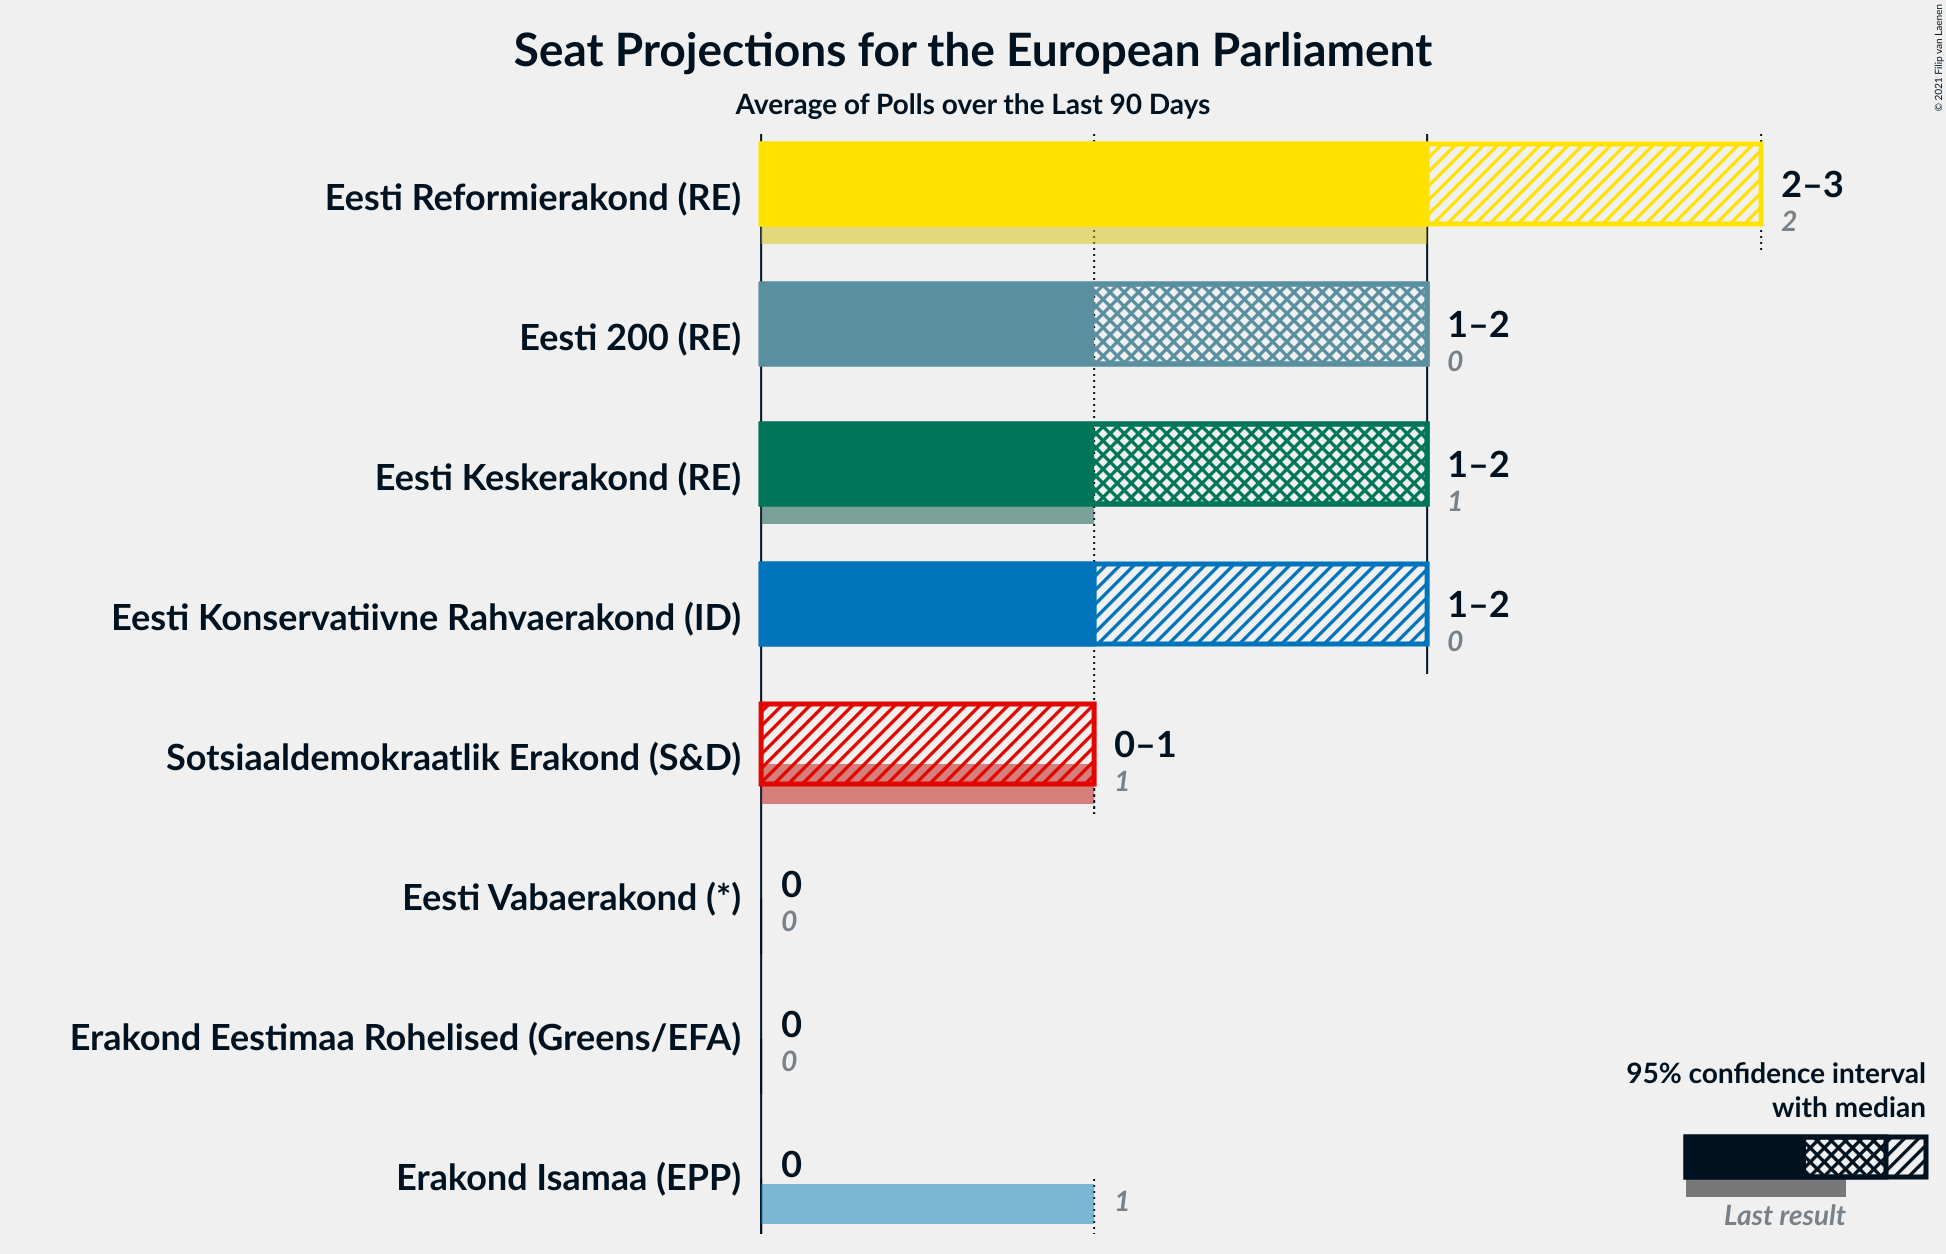 Seat Projections for the European Parliament
Average of Polls over the Last 90 Days
© 2021 Filip van Laenen
Eesti Reformierakond (RE)
2–3
2
Eesti 200 (RE)
1–2
0
Eesti Keskerakond (RE)
1–2
1
Eesti Konservatiivne Rahvaerakond (ID)
1–2
0
Sotsiaaldemokraatlik Erakond (S&D)
0–1
1
Eesti Vabaerakond (*)
0
0
Erakond Eestimaa Rohelised (Greens/EFA)
0
0
Erakond Isamaa (EPP)
0
1
95% confidence interval
with median
Last result